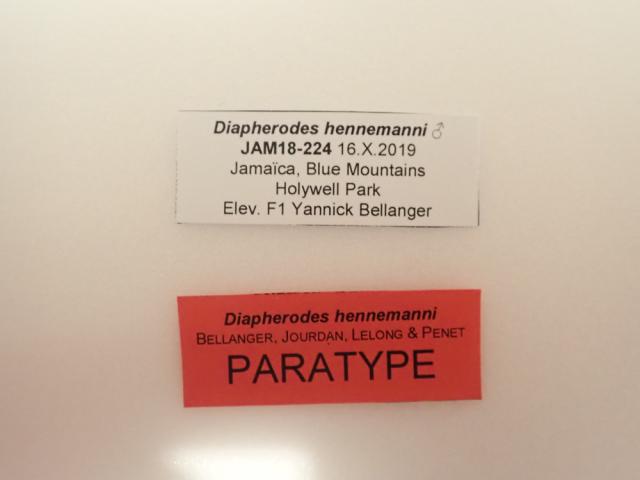 Diapherodes hennemanni ♂
JAM18-224 16.X.2019
Jamaïca, Blue Mountains
Holywell Park
Elev. F1 Yannick Bellanger
Diapherodes hennemanni
BELLANGER, JOURDAN, LELONG & PENET
PARATYPE